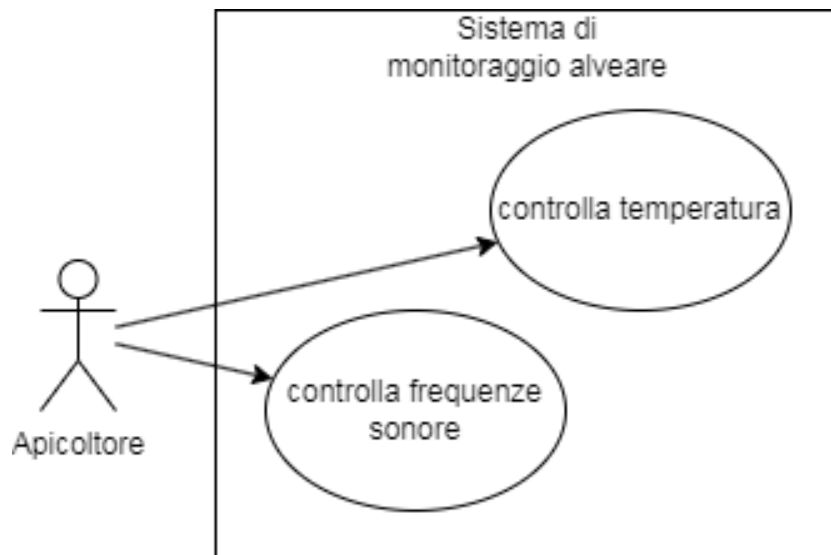 Sistema di
monitoraggio alveare
controlla temperatura
controlla frequenze
sonore
Apicoltore